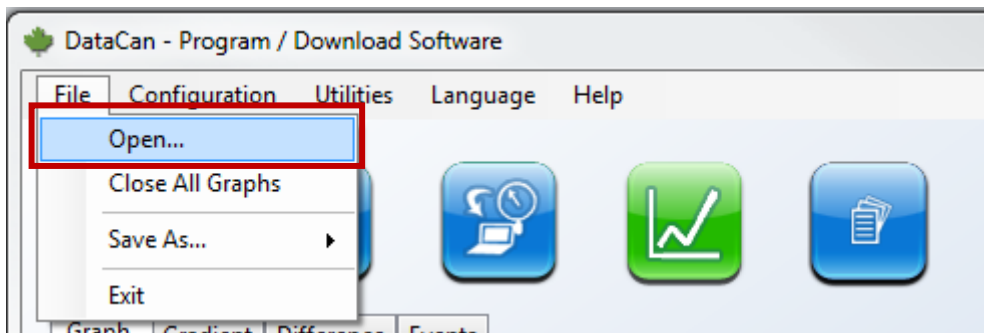 DataCan - Program / Download Software
File Configuration Utilities Language Help
Open...
Close All Graphs
Save As...
Exit
Graph Gradient Difference Events